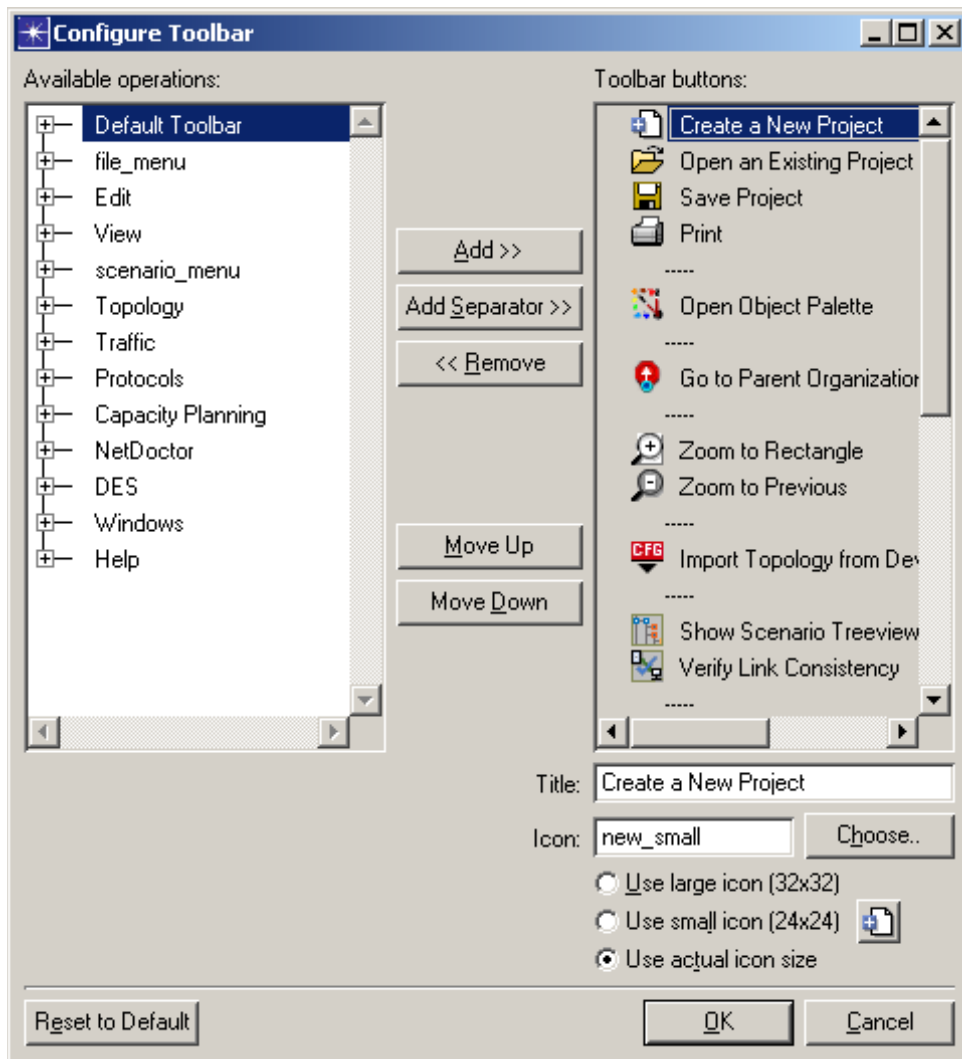 Configure Toolbar
Available operations:
Default Toolbar
file_menu
Edit
View
scenario_menu
Topology
Traffic
Protocols
Capacity Planning
NetDoctor
DES
Windows
Help
Add >>
Add Separator >>
<< Remove
Move Up
Move Down
Toolbar buttons:
Create a New Project
Open an Existing Project
Save Project
Print
-----
Open Object Palette
-----
Go to Parent Organization
-----
Zoom to Rectangle
Zoom to Previous
-----
CFG Import Topology from Dev
-----
Show Scenario Treeview
Verify Link Consistency
-----
Title: Create a New Project
Icon: new_small Choose..
Use large icon (32x32)
Use small icon (24x24)
Use actual icon size
Reset to Default OK Cancel